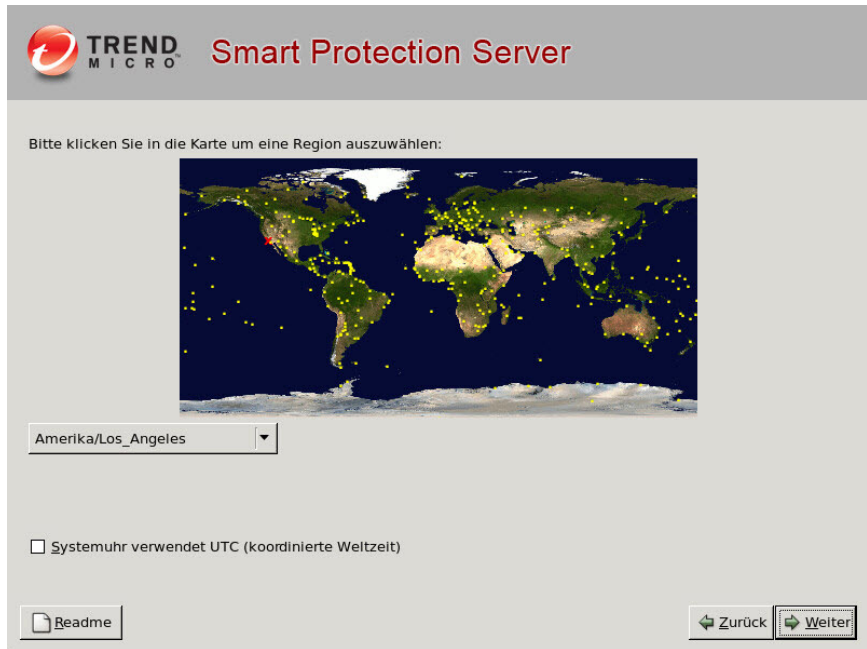 TREND MICRO™ Smart Protection Server
Bitte klicken Sie in die Karte um eine Region auszuwählen:
Amerika/Los_Angeles
Systemuhr verwendet UTC (koordinierte Weltzeit)
Readme
Zurück
Weiter